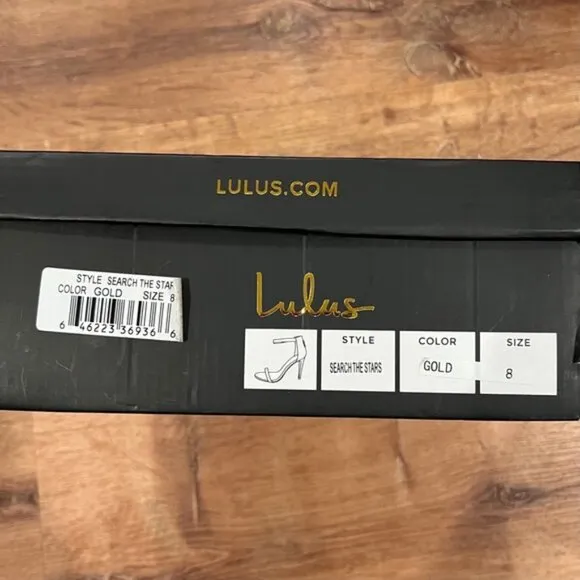 LULUS.COM
STYLE SEARCH THE STAR
COLOR GOLD SIZE 8
6 46223 36936 6
Lulus
STYLE
SEARCH THE STARS
COLOR
GOLD
SIZE
8